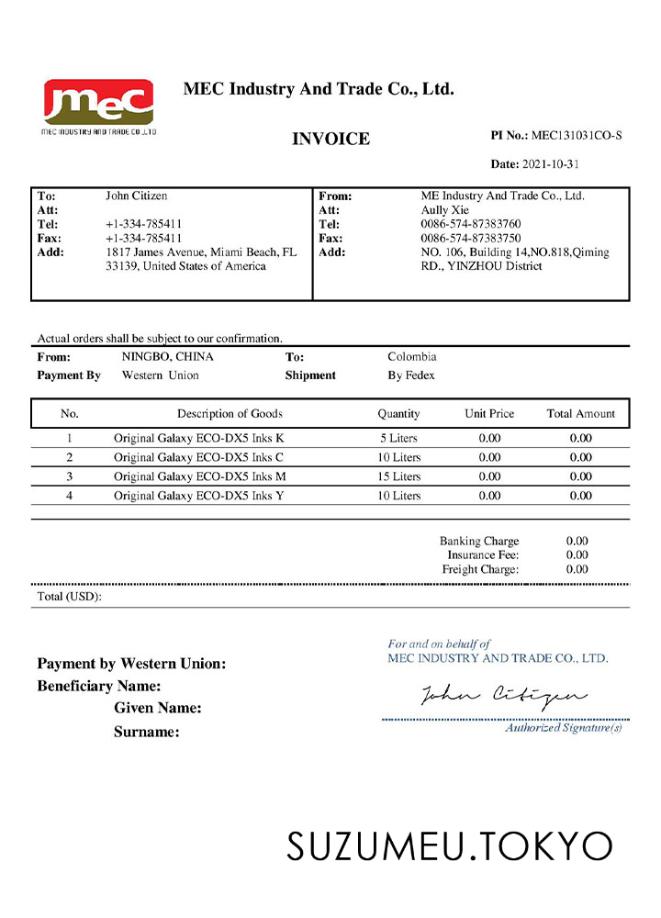 mec
MEC INDUSTRY AND TRADE CO.,LTD
MEC Industry And Trade Co., Ltd.
INVOICE
PI No.: MEC131031CO-S
Date: 2021-10-31
To: John Citizen
Att:
Tel: +1-334-785411
Fax: +1-334-785411
Add: 1817 James Avenue, Miami Beach, FL
33139, United States of America
From: ME Industry And Trade Co., Ltd.
Att: Aully Xie
Tel: 0086-574-87383760
Fax: 0086-574-87383750
Add: NO. 106, Building 14,NO.818,Qiming
RD., YINZHOU District
Actual orders shall be subject to our confirmation.
From: NINGBO, CHINA To: Colombia
Payment By Western Union Shipment By Fedex
No. Description of Goods Quantity Unit Price Total Amount
1 Original Galaxy ECO-DX5 Inks K 5 Liters 0.00 0.00
2 Original Galaxy ECO-DX5 Inks C 10 Liters 0.00 0.00
3 Original Galaxy ECO-DX5 Inks M 15 Liters 0.00 0.00
4 Original Galaxy ECO-DX5 Inks Y 10 Liters 0.00 0.00
Banking Charge 0.00
Insurance Fee: 0.00
Freight Charge: 0.00
Total (USD):
Payment by Western Union:
Beneficiary Name:
Given Name:
Surname:
For and on behalf of
MEC INDUSTRY AND TRADE CO., LTD.
John Citizen
Authorized Signature(s)
SUZUMEU.TOKYO